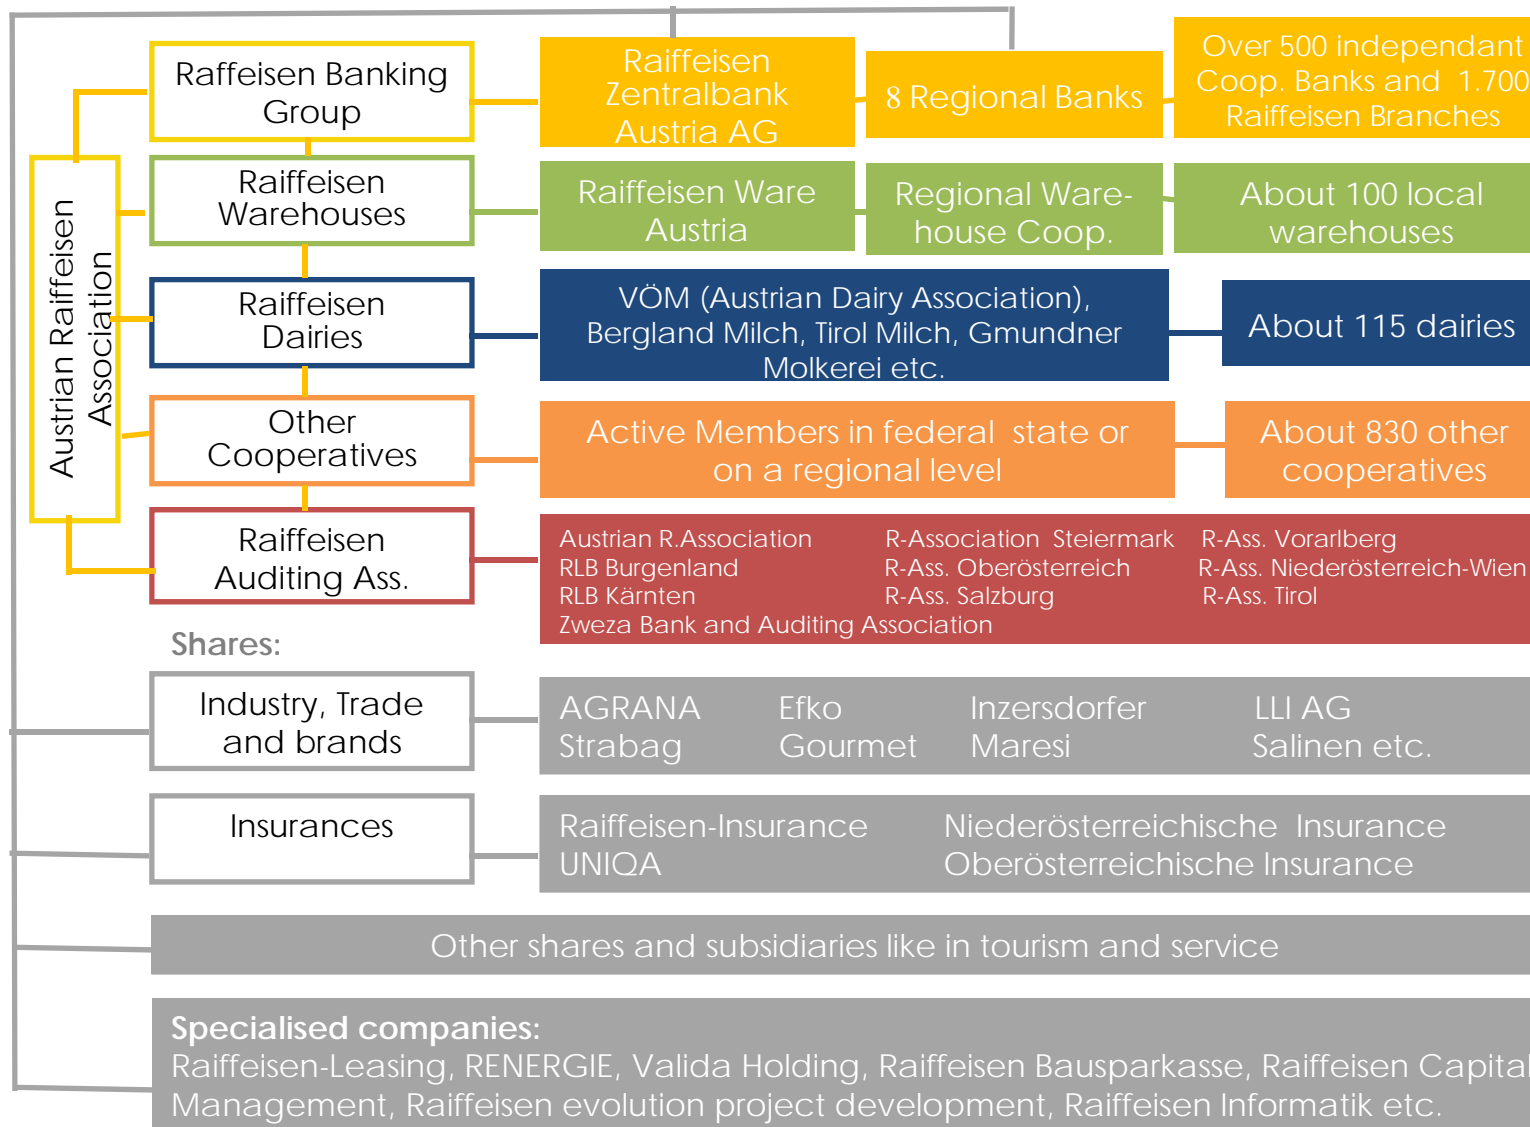 Austrian Raiffeisen
Association
Raffeisen Banking
Group
Raiffeisen
Zentralbank
Austria AG
8 Regional Banks
Over 500 independant
Coop. Banks and 1.700
Raiffeisen Branches
Raiffeisen
Warehouses
Raiffeisen Ware
Austria
Regional Ware-
house Coop.
About 100 local
warehouses
Raiffeisen
Dairies
VÖM (Austrian Dairy Association),
Bergland Milch, Tirol Milch, Gmundner
Molkerei etc.
About 115 dairies
Other
Cooperatives
Active Members in federal state or
on a regional level
About 830 other
cooperatives
Raiffeisen
Auditing Ass.
Austrian R.Association R-Association Steiermark R-Ass. Vorarlberg
RLB Burgenland R-Ass. Oberösterreich R-Ass. Niederösterreich-Wien
RLB Kärnten R-Ass. Salzburg R-Ass. Tirol
Zweza Bank and Auditing Association
Shares:
Industry, Trade
and brands
AGRANA Efko Inzersdorfer LLI AG
Strabag Gourmet Maresi Salinen etc.
Insurances
Raiffeisen-Insurance Niederösterreichische Insurance
UNIQA Oberösterreichische Insurance
Other shares and subsidiaries like in tourism and service
Specialised companies:
Raiffeisen-Leasing, RENERGIE, Valida Holding, Raiffeisen Bausparkasse, Raiffeisen Capital
Management, Raiffeisen evolution project development, Raiffeisen Informatik etc.